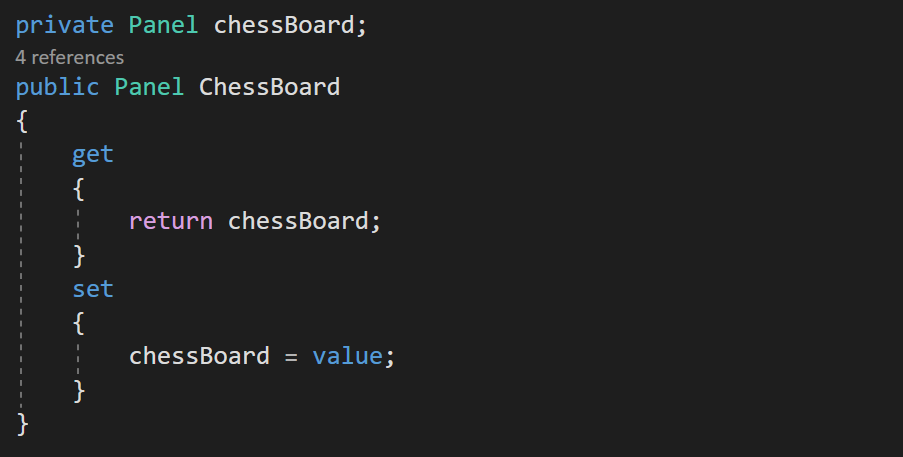 private Panel chessBoard;
4 references
public Panel ChessBoard
{
    get
    {
        return chessBoard;
    }
    set
    {
        chessBoard = value;
    }
}